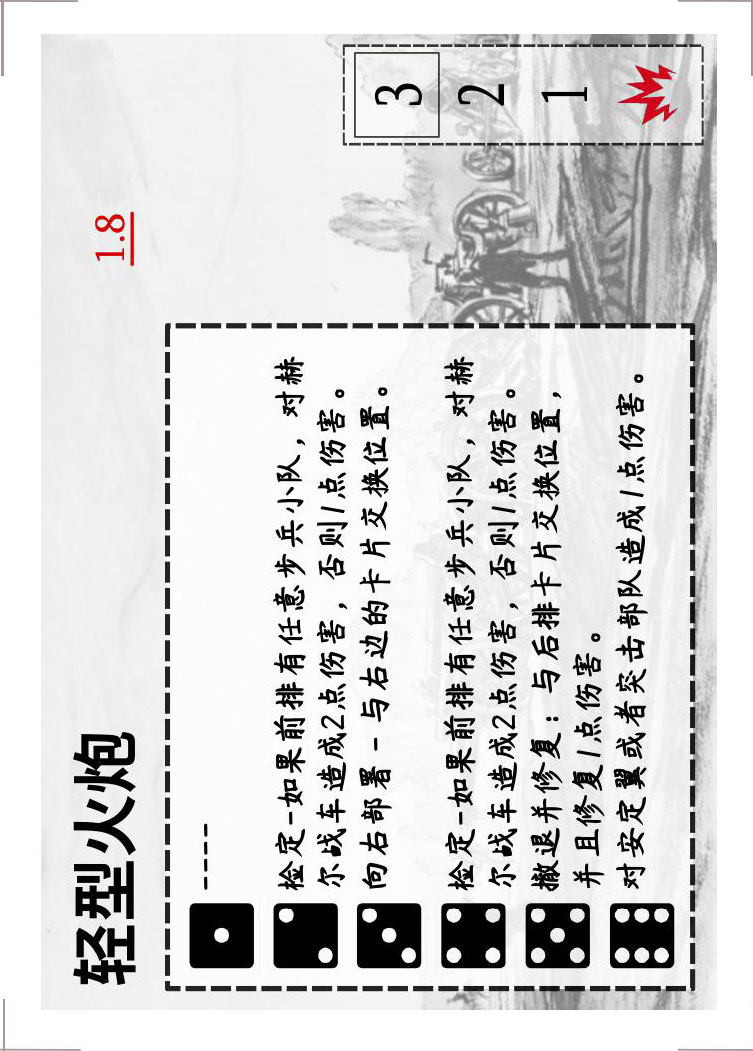 轻型火炮
1.8
3
2
1
----
检定-如果前排有任意步兵小队，对赫
尔战车造成2点伤害，否则1点伤害。
向右部署-与右边的卡片交换位置。
检定-如果前排有任意步兵小队，对赫
尔战车造成2点伤害，否则1点伤害。
撤退并修复：与后排卡片交换位置，
并且修复1点伤害。
对安定翼或者突击部队造成1点伤害。